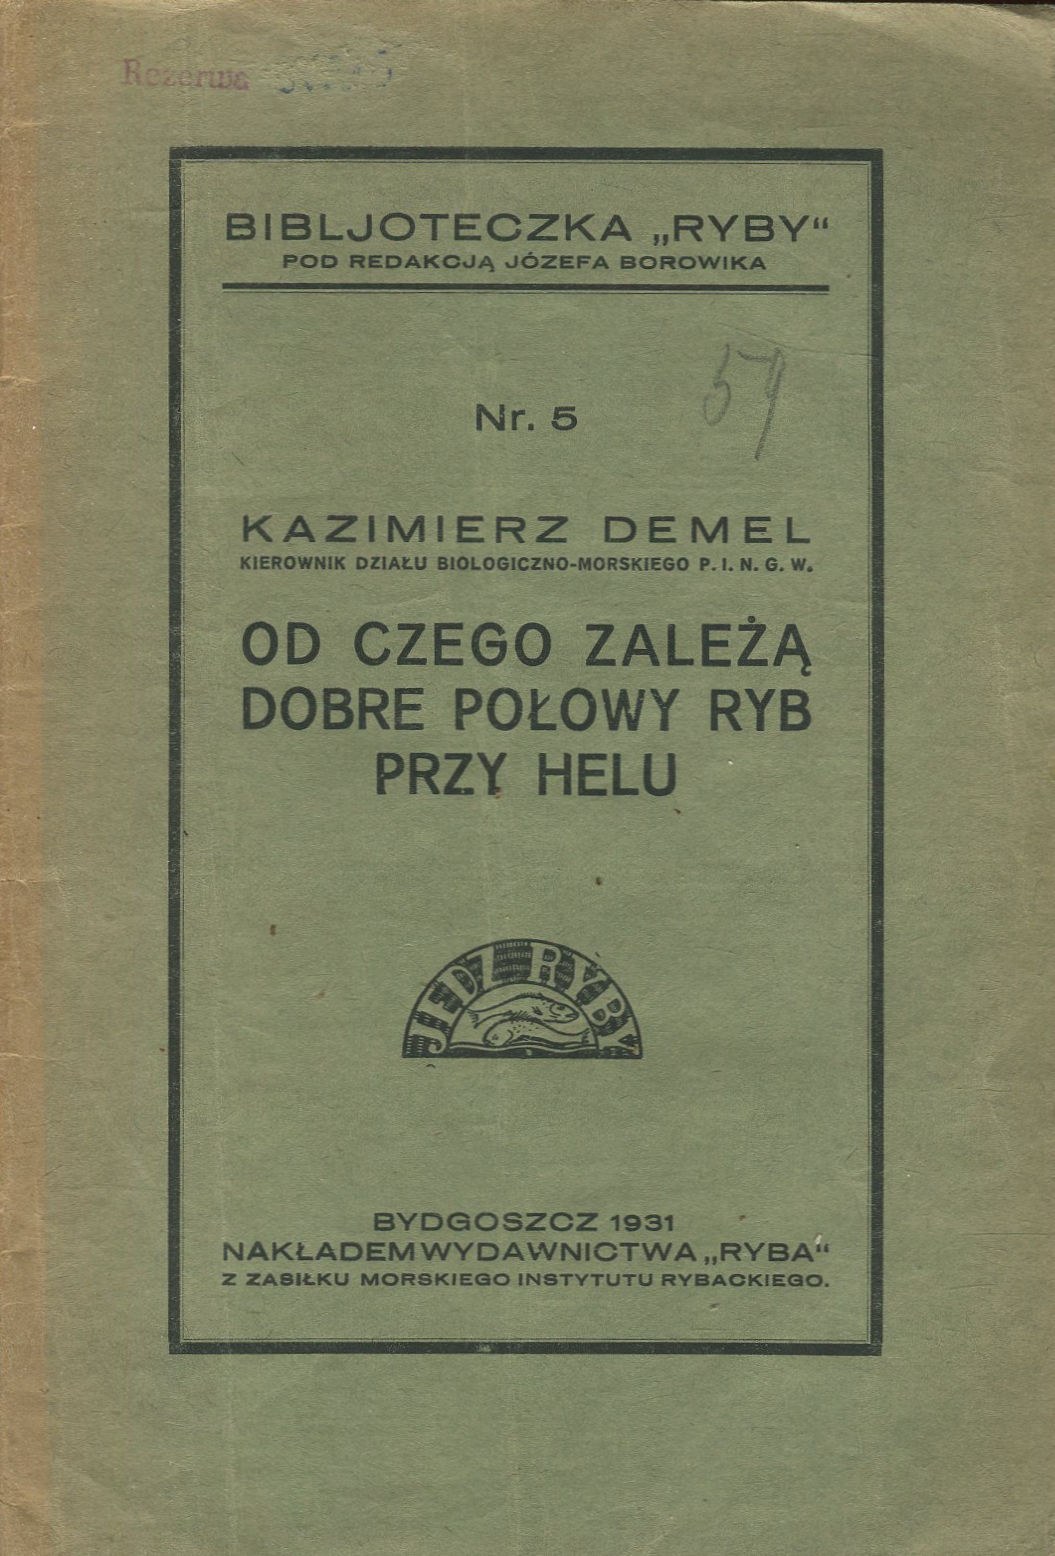 Rezerwa
BIBLJOTECZKA „RYBY“
POD REDAKCJĄ JÓZEFA BOROWIKA
Nr. 5
KAZIMIERZ DEMEL
KIEROWNIK DZIAŁU BIOLOGICZNO-MORSKIEGO P. I. N. G. W.
OD CZEGO ZALEŻĄ
DOBRE POŁOWY RYB
PRZY HELU
JEDZ RYBY
BYDGOSZCZ 1931
NAKŁADEM WYDAWNICTWA „RYBA“
Z ZASIŁKU MORSKIEGO INSTYTUTU RYBACKIEGO.